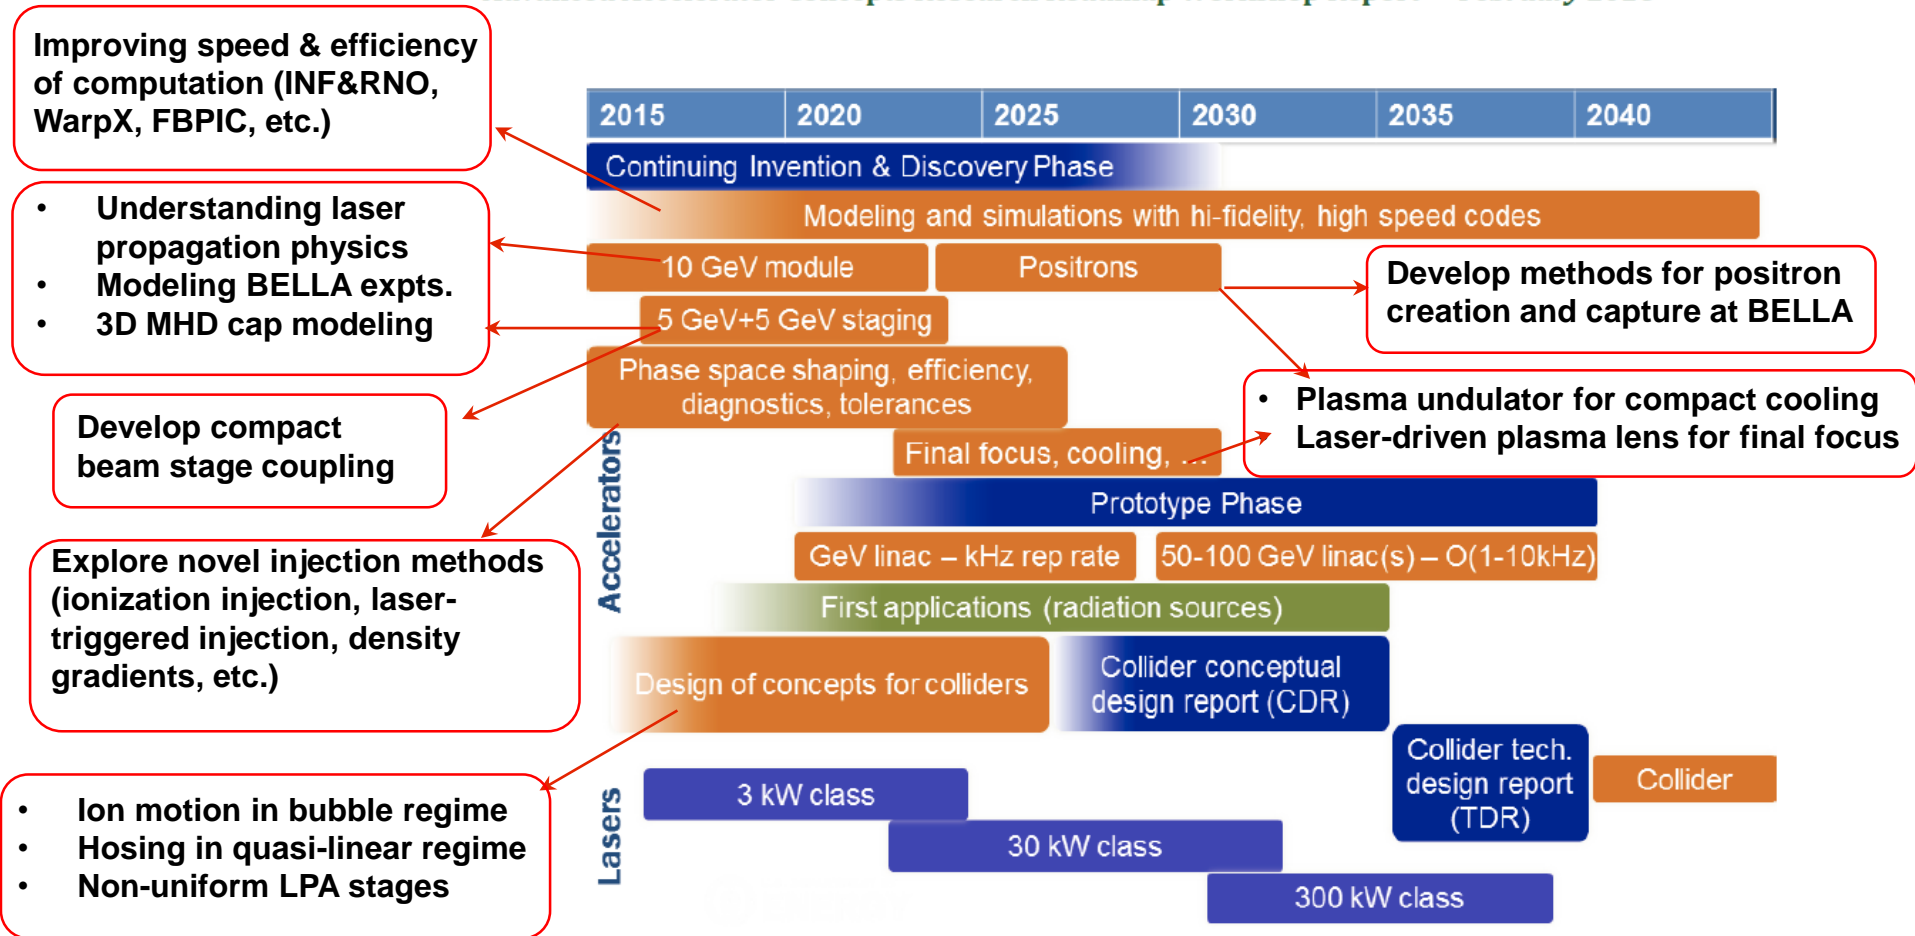 Improving speed & efficiency
of computation (INF&RNO,
WarpX, FBPIC, etc.)
2015 2020 2025 2030 2035 2040
Continuing Invention & Discovery Phase
Modeling and simulations with hi-fidelity, high speed codes
• Understanding laser
propagation physics
• Modeling BELLA expts.
• 3D MHD cap modeling
10 GeV module
Positrons
Develop methods for positron
creation and capture at BELLA
5 GeV+5 GeV staging
Phase space shaping, efficiency,
diagnostics, tolerances
• Plasma undulator for compact cooling
Laser-driven plasma lens for final focus
Develop compact
beam stage coupling
Accelerators
Final focus, cooling, ...
Prototype Phase
GeV linac – kHz rep rate
50-100 GeV linac(s) – O(1-10kHz)
Explore novel injection methods
(ionization injection, laser-
triggered injection, density
gradients, etc.)
First applications (radiation sources)
Design of concepts for colliders
Collider conceptual
design report (CDR)
Collider tech.
design report
(TDR)
Collider
• Ion motion in bubble regime
• Hosing in quasi-linear regime
• Non-uniform LPA stages
Lasers
3 kW class
30 kW class
300 kW class